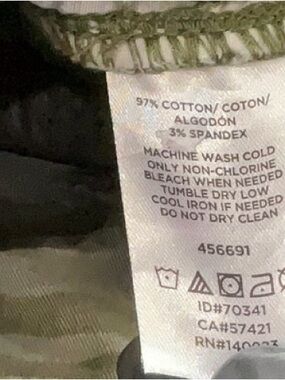 97% COTTON/ COTON/
ALGODÓN
3% SPANDEX
MACHINE WASH COLD
ONLY NON-CHLORINE
BLEACH WHEN NEEDED
TUMBLE DRY LOW
COOL IRON IF NEEDED
DO NOT DRY CLEAN
456691
ID#70341
CA#57421